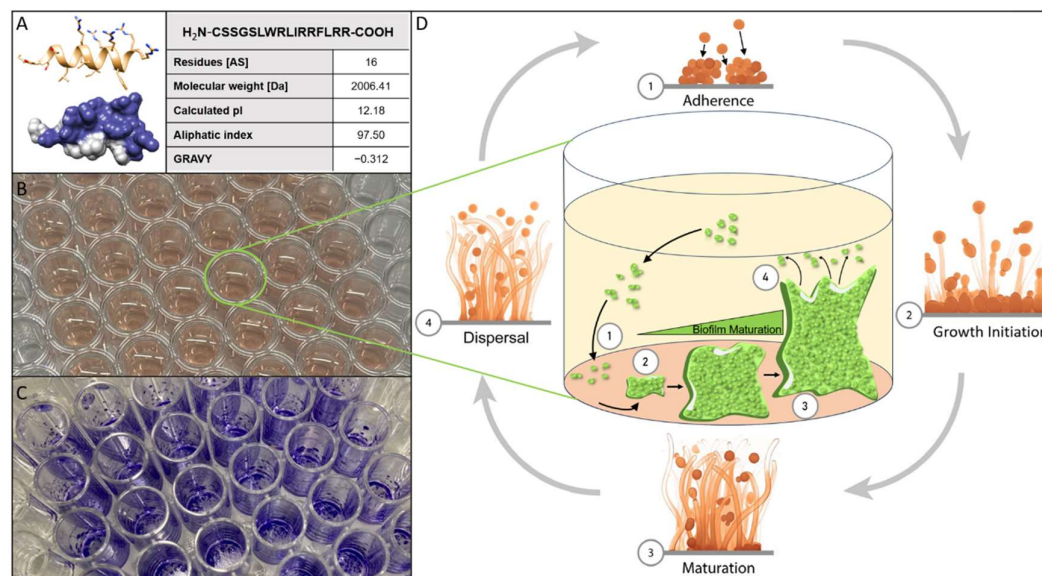 A
H₂N-CSSGSLWRLIRRFLRR-COOH
Residues [AS] 16
Molecular weight [Da] 2006.41
Calculated pI 12.18
Aliphatic index 97.50
GRAVY −0.312
B
C
D
1
Adherence
2
Growth Initiation
3
Maturation
4
Dispersal
1
2
3
4
Biofilm Maturation